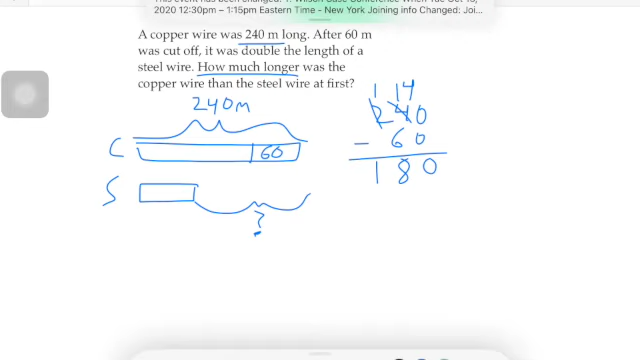 This event has been changed. 1. Wilson Case Conference When Tue Oct 13,
2020 12:30pm – 1:15pm Eastern Time - New York Joining info Changed: Joi...
A copper wire was 240 m long. After 60 m
was cut off, it was double the length of a
steel wire. How much longer was the
copper wire than the steel wire at first?
240m
C 60
S
?
1 14
240
- 60
180